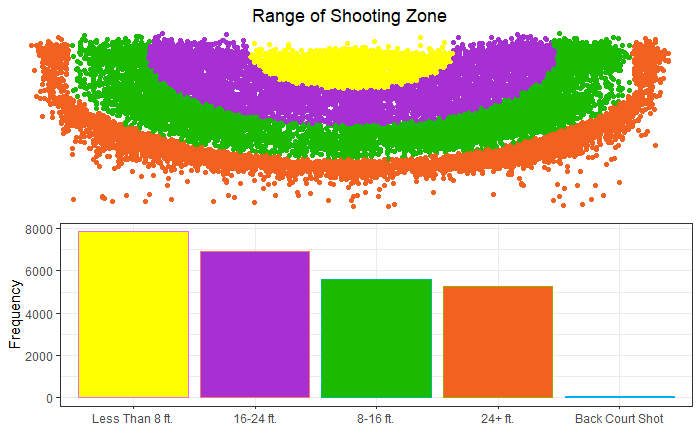 Range of Shooting Zone
8000
6000
4000
2000
0
Frequency
Less Than 8 ft.
16-24 ft.
8-16 ft.
24+ ft.
Back Court Shot